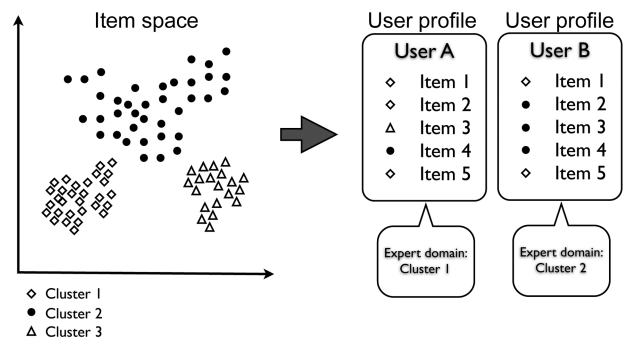 Item space
Cluster 1
Cluster 2
Cluster 3
User profile
User A
Item 1
Item 2
Item 3
Item 4
Item 5
Expert domain:
Cluster 1
User profile
User B
Item 1
Item 2
Item 3
Item 4
Item 5
Expert domain:
Cluster 2